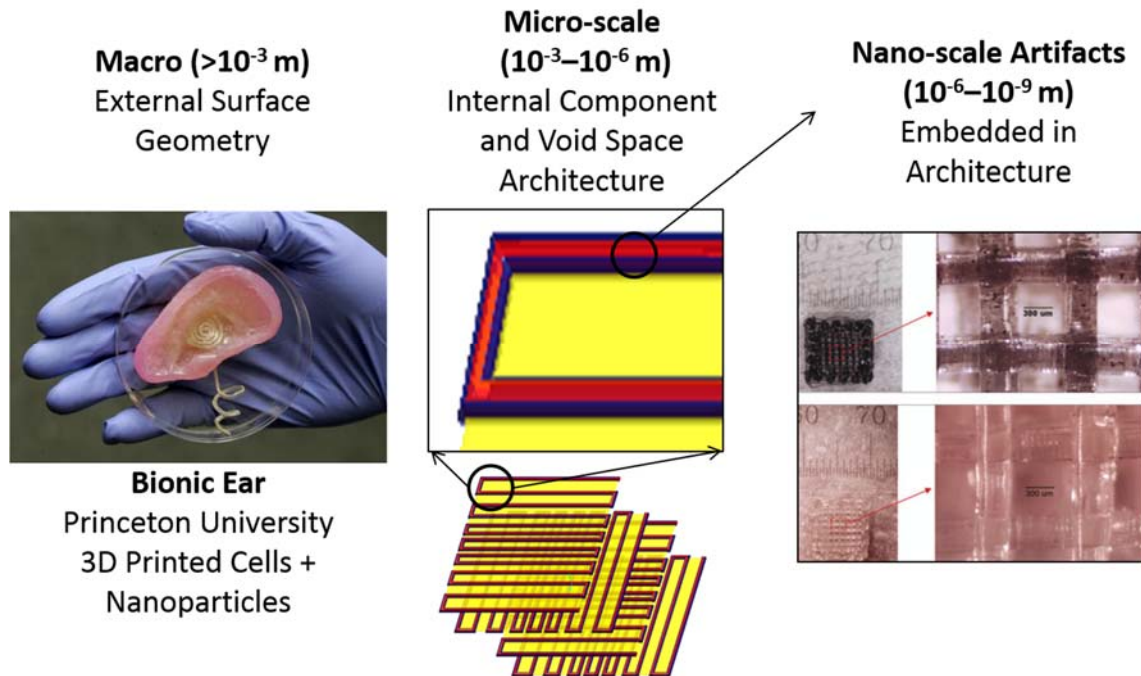 Macro (>10⁻³ m)
External Surface
Geometry
Bionic Ear
Princeton University
3D Printed Cells +
Nanoparticles
Micro-scale
(10⁻³–10⁻⁶ m)
Internal Component
and Void Space
Architecture
Nano-scale Artifacts
(10⁻⁶–10⁻⁹ m)
Embedded in
Architecture
70
300 um
70
300 um